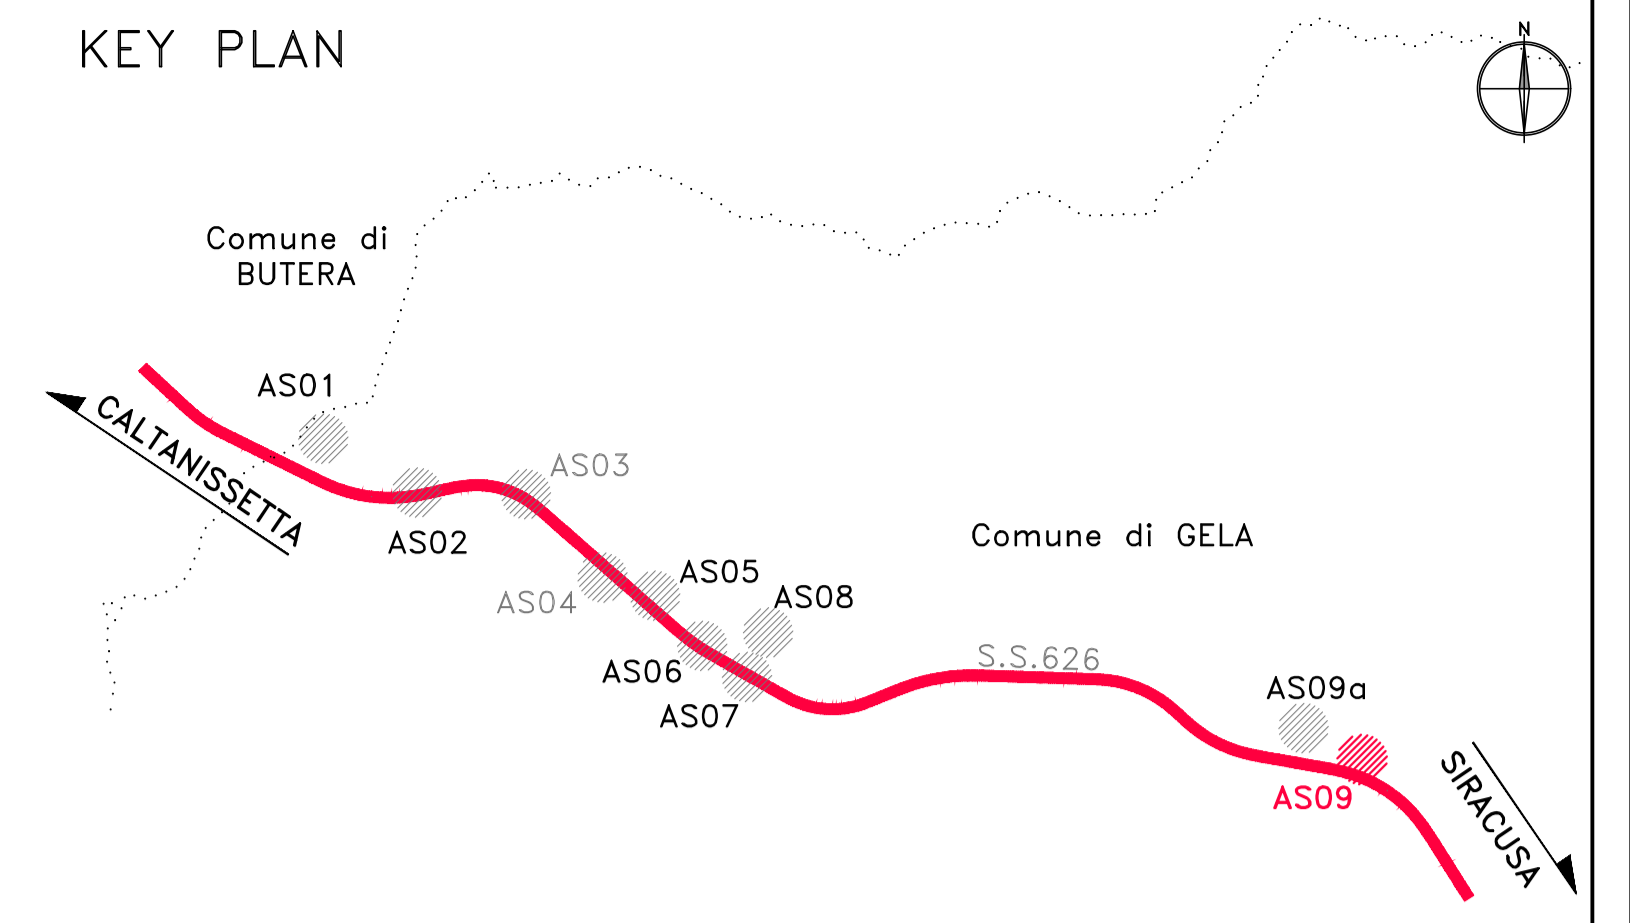 KEY PLAN
N
Comune di
BUTERA
AS01
CALTANISSETTA
AS03
AS02
Comune di GELA
AS05
AS08
AS04
AS06
S.S.626
AS07
AS09a
SIRACUSA
AS09